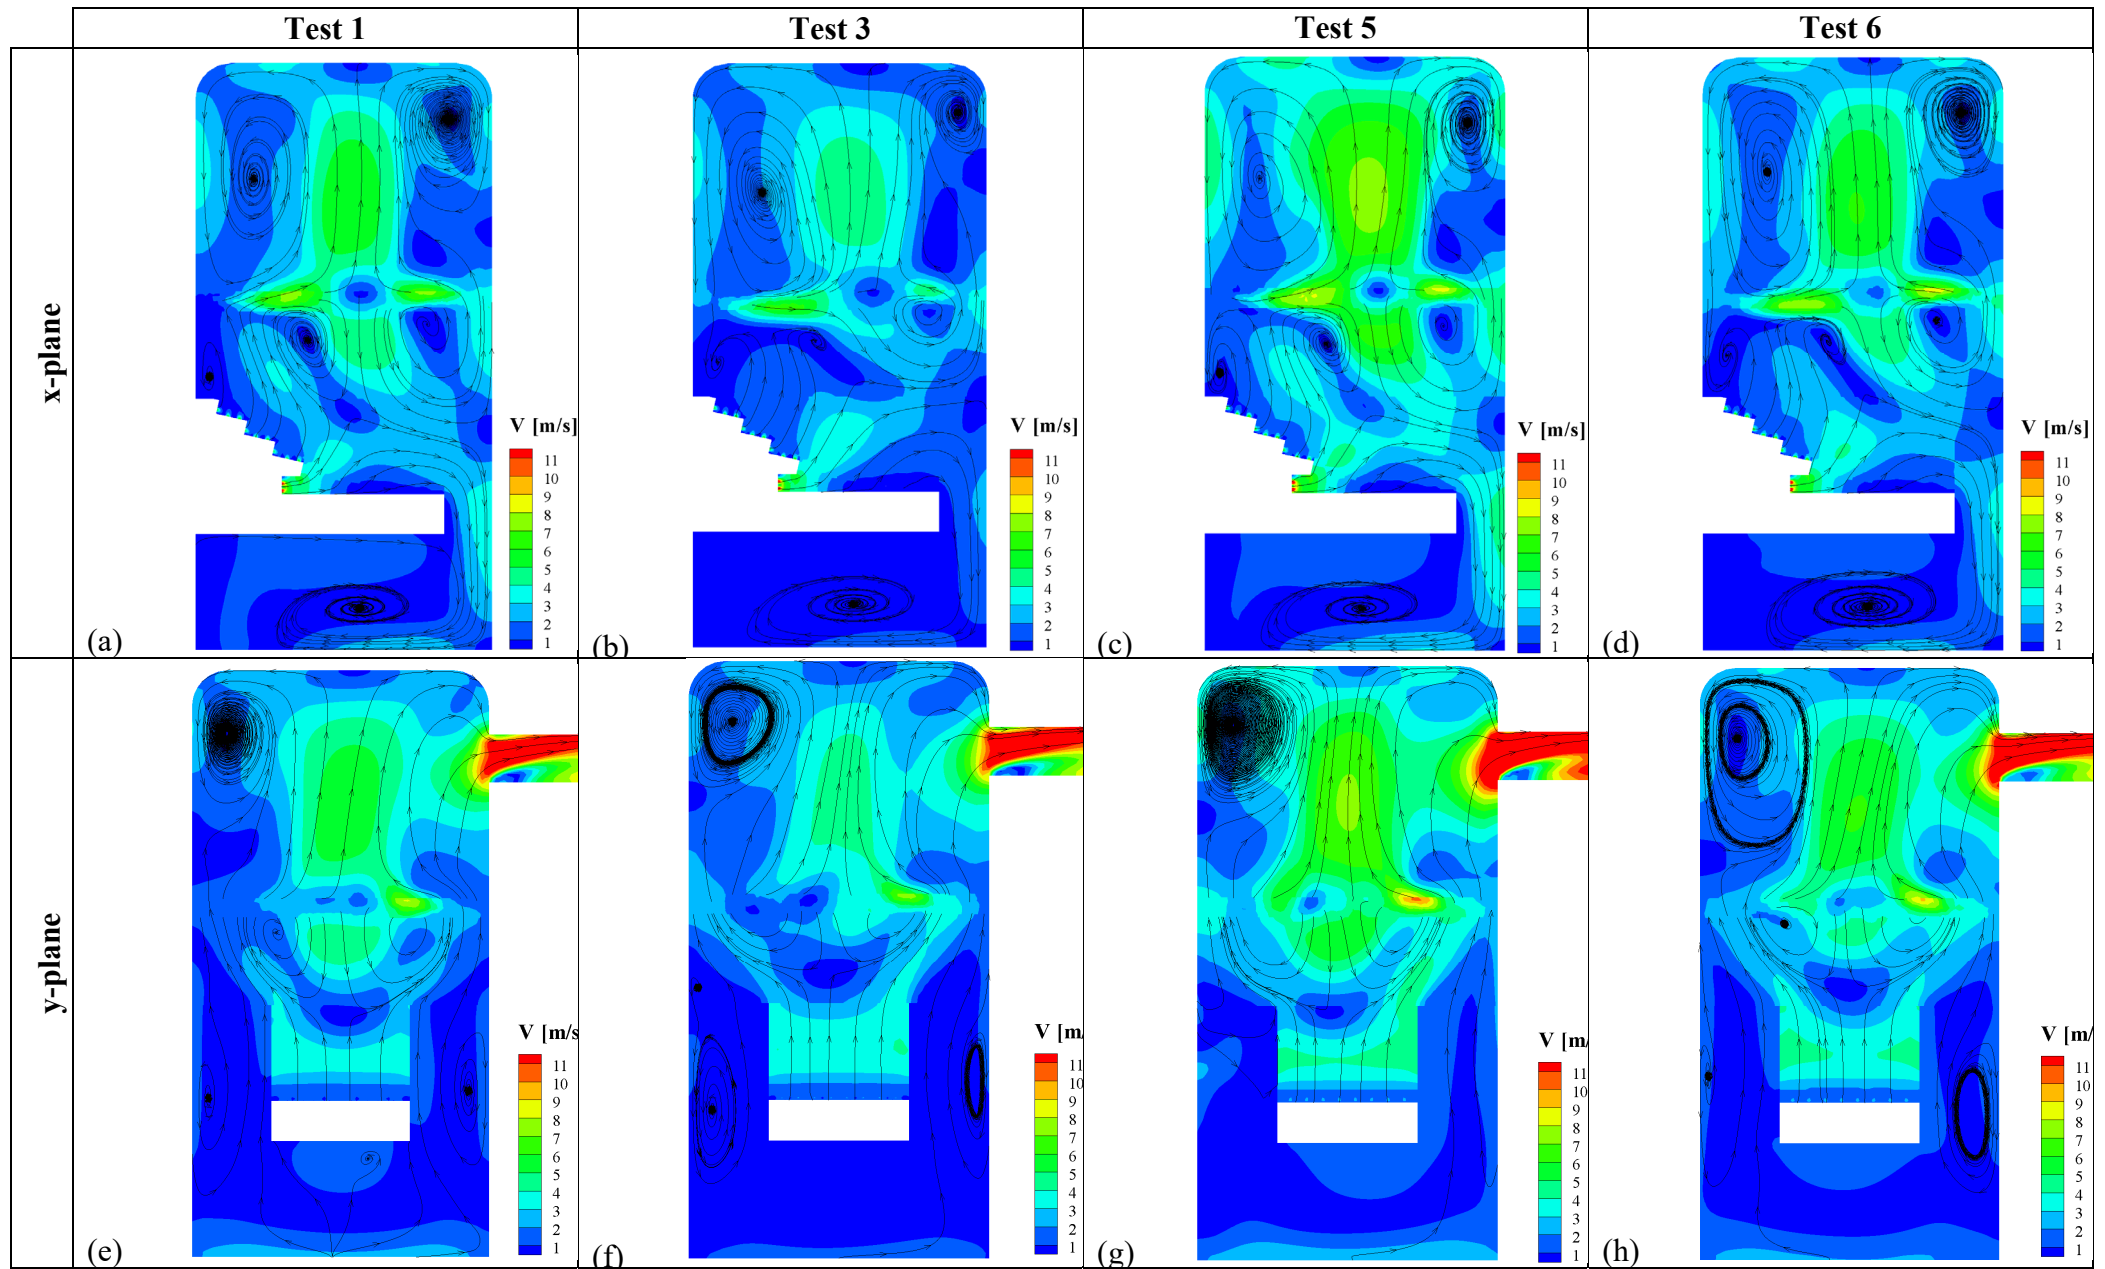 Test 1 Test 3 Test 5 Test 6
x-plane
V [m/s] V [m/s] V [m/s] V [m/s]
11 11 11 11
10 10 10 10
9 9 9 9
8 8 8 8
7 7 7 7
6 6 6 6
5 5 5 5
4 4 4 4
3 3 3 3
2 2 2 2
1 1 1 1
(a) (b) (c) (d)
y-plane
V [m/s V [m/ V [m/ V [m/
11 11 11 11
10 10 10 10
9 9 9 9
8 8 8 8
7 7 7 7
6 6 6 6
5 5 5 5
4 4 4 4
3 3 3 3
2 2 2 2
1 1 1 1
(e) (f) (g) (h)